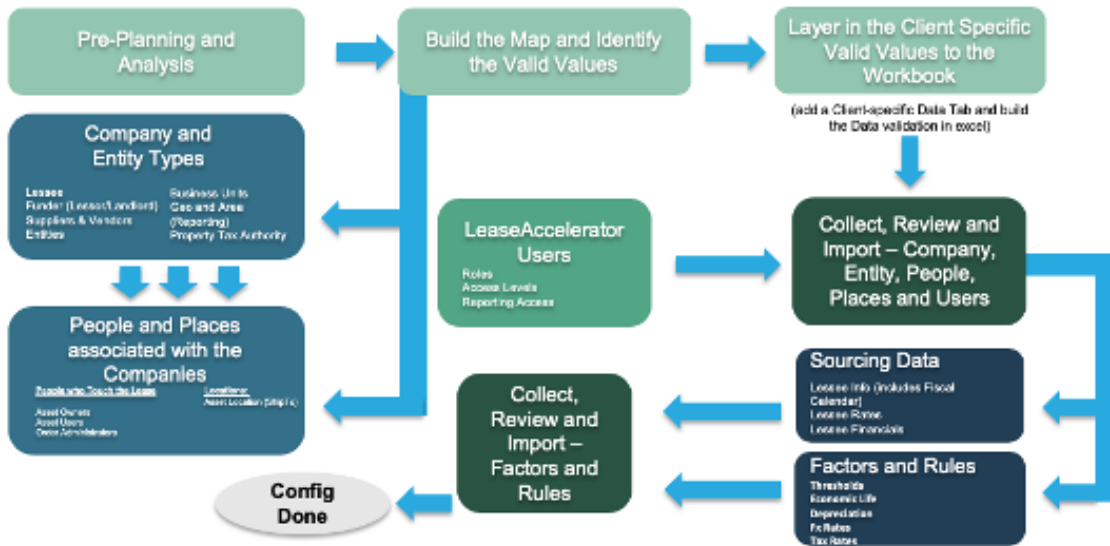 Pre-Planning and
Analysis
Build the Map and Identify
the Valid Values
Layer in the Client Specific
Valid Values to the
Workbook
(add a Client-specific Data Tab and build
the Data validation in excel)
Company and
Entity Types
Lessee
Funder (Lessor/Landlord)
Suppliers & Vendors
Entities
Business Units
Geo and Area
(Reporting)
Property Tax Authority
LeaseAccelerator
Users
Roles
Access Levels
Reporting Access
Collect, Review and
Import – Company,
Entity, People,
Places and Users
People and Places
associated with the
Companies
People who Touch the Lease
Asset Owners
Asset Users
Order Administrators
Locations:
Asset Location (Ship To)
Sourcing Data
Lessee Info (includes Fiscal
Calendar)
Lessee Rates
Lessee Financials
Collect,
Review and
Import –
Factors and
Rules
Factors and Rules
Thresholds
Economic Life
Depreciation
Fx Rates
Tax Rates
Config
Done